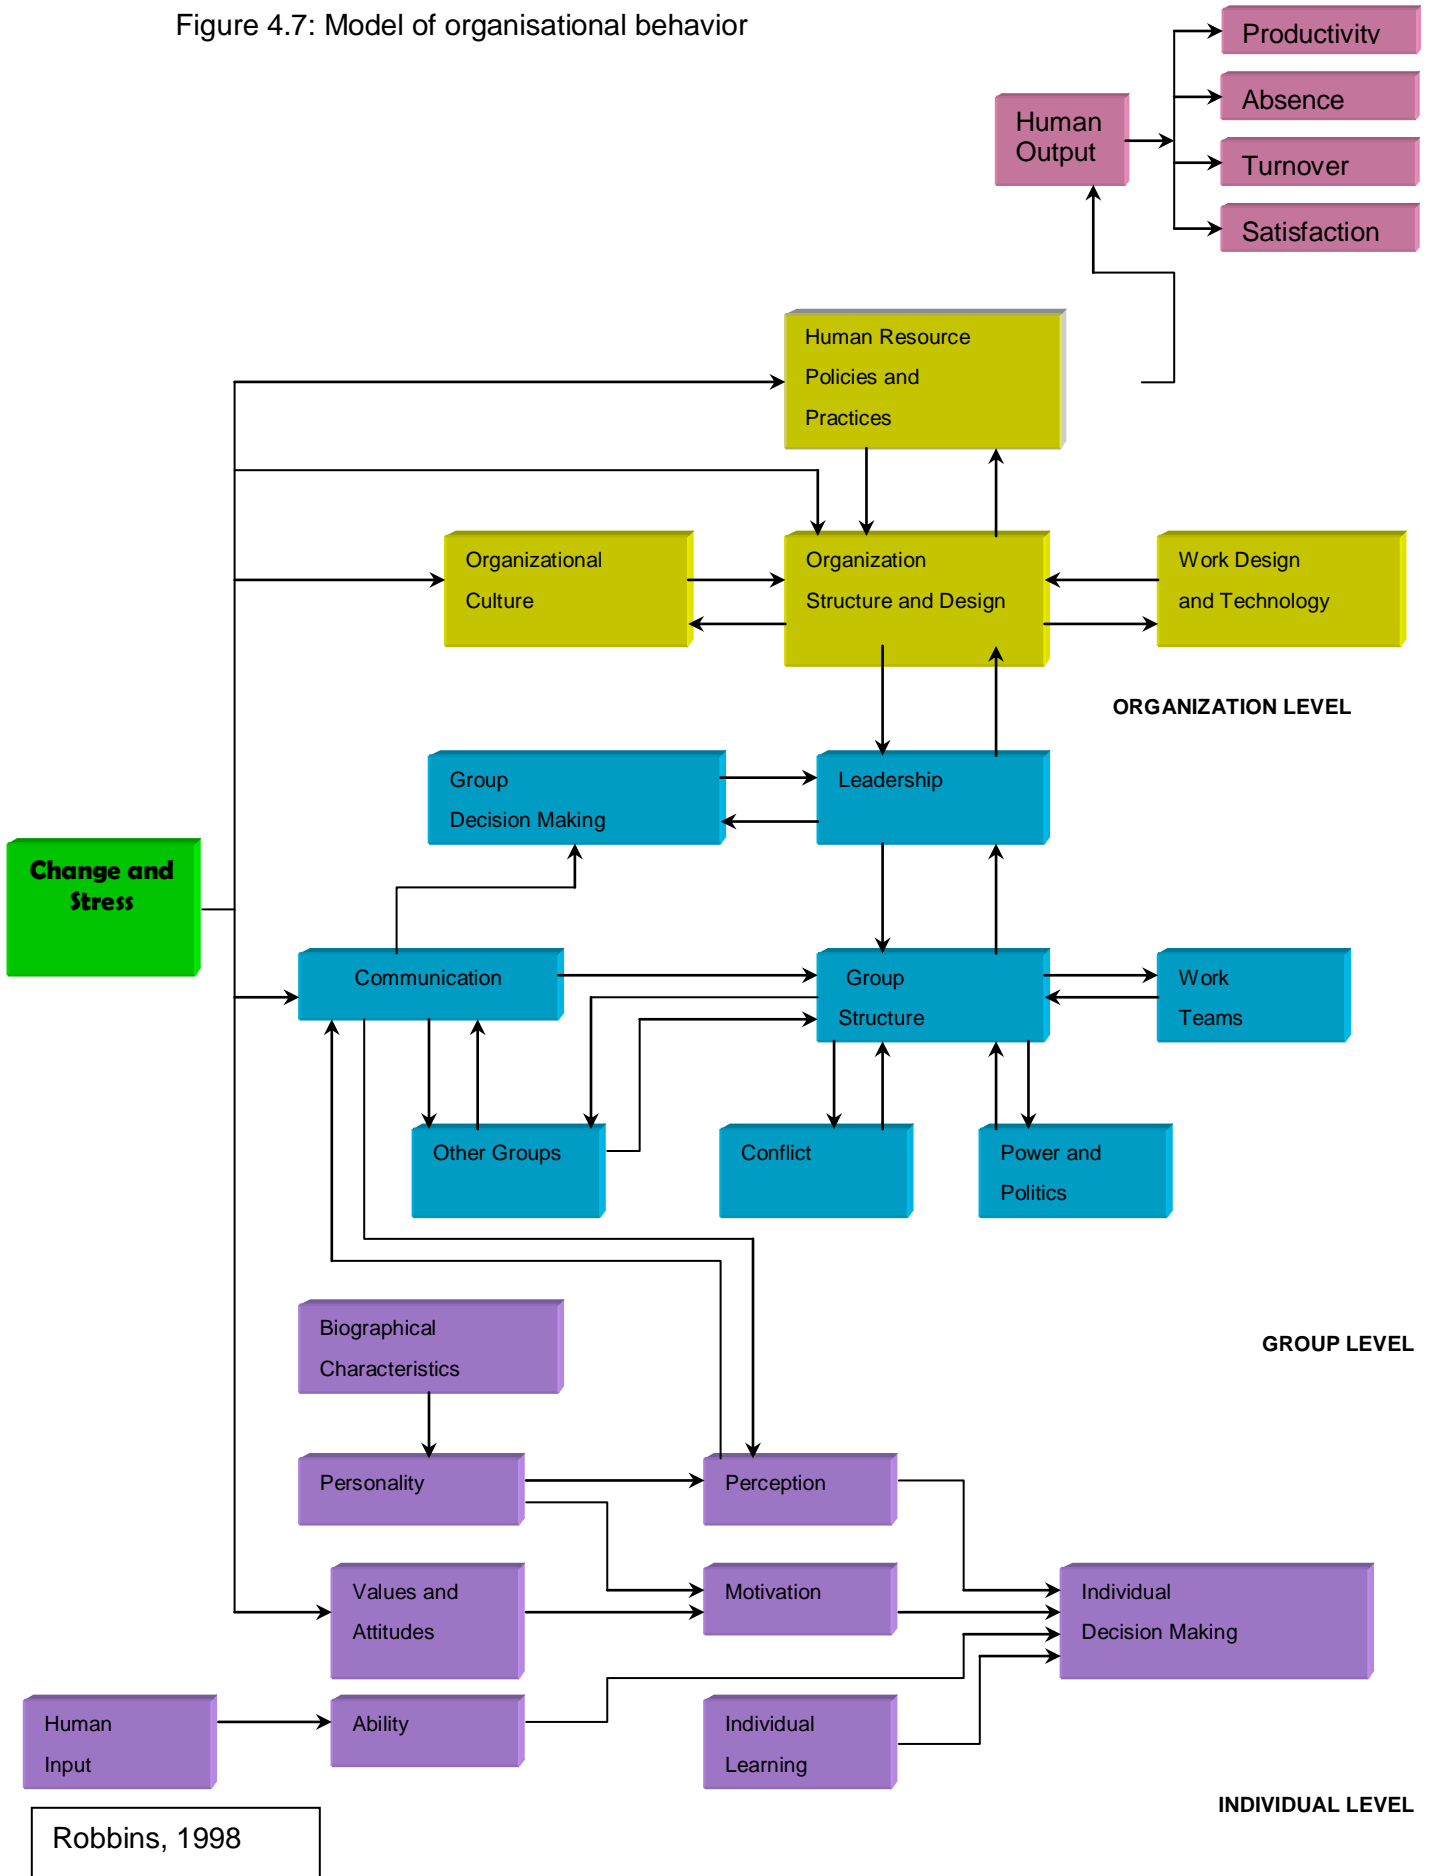 Figure 4.7: Model of organisational behavior
Productivity
Absence
Human
Output
Turnover
Satisfaction
Human Resource
Policies and
Practices
Organizational
Culture
Organization
Structure and Design
Work Design
and Technology
ORGANIZATION LEVEL
Group
Decision Making
Leadership
Change and
Stress
Communication
Group
Structure
Work
Teams
Other Groups
Conflict
Power and
Politics
Biographical
Characteristics
GROUP LEVEL
Personality
Perception
Values and
Attitudes
Motivation
Individual
Decision Making
Human
Input
Ability
Individual
Learning
INDIVIDUAL LEVEL
Robbins, 1998